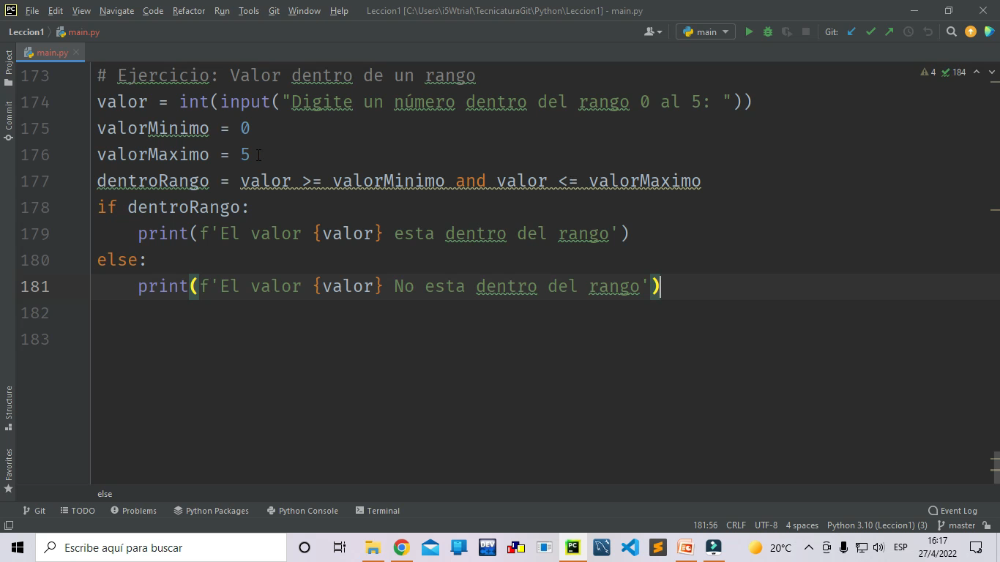 PC File Edit View Navigate Code Refactor Run Tools Git Window Help Leccion1 [C:\Users\i5Wtrial\TecnicaturaGit\Python\Leccion1] - main.py
Leccion1 main.py main Git:
main.py
Project
Commit
Structure
Favorites
4 184
173 # Ejercicio: Valor dentro de un rango
174 valor = int(input("Digite un número dentro del rango 0 al 5: "))
175 valorMinimo = 0
176 valorMaximo = 5
177 dentroRango = valor >= valorMinimo and valor <= valorMaximo
178 if dentroRango:
179     print(f'El valor {valor} esta dentro del rango')
180 else:
181     print(f'El valor {valor} No esta dentro del rango')
182
183
else
Git TODO Problems Python Packages Python Console Terminal Event Log
181:56 CRLF UTF-8 4 spaces Python 3.10 (Leccion1) (3) master
Escribe aquí para buscar DEV PC 20°C ESP 16:17
27/4/2022